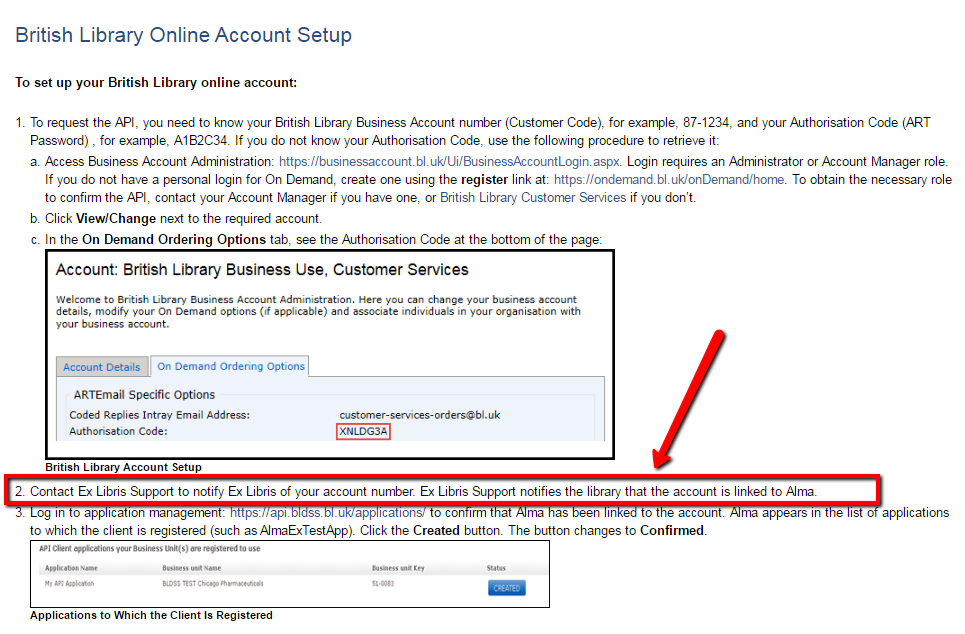 British Library Online Account Setup
To set up your British Library online account:
1. To request the API, you need to know your British Library Business Account number (Customer Code), for example, 87-1234, and your Authorisation Code (ART
Password) , for example, A1B2C34. If you do not know your Authorisation Code, use the following procedure to retrieve it:
a. Access Business Account Administration: https://businessaccount.bl.uk/Ui/BusinessAccountLogin.aspx. Login requires an Administrator or Account Manager role.
If you do not have a personal login for On Demand, create one using the register link at: https://ondemand.bl.uk/onDemand/home. To obtain the necessary role
to confirm the API, contact your Account Manager if you have one, or British Library Customer Services if you don't.
b. Click View/Change next to the required account.
c. In the On Demand Ordering Options tab, see the Authorisation Code at the bottom of the page:
Account: British Library Business Use, Customer Services
Welcome to British Library Business Account Administration. Here you can change your business account
details, modify your On Demand options (if applicable) and associate individuals in your organisation with
your business account.
Account Details On Demand Ordering Options
ARTEmail Specific Options
Coded Replies Intray Email Address: customer-services-orders@bl.uk
Authorisation Code: XNLDG3A
British Library Account Setup
2. Contact Ex Libris Support to notify Ex Libris of your account number. Ex Libris Support notifies the library that the account is linked to Alma.
3. Log in to application management: https://api.bldss.bl.uk/applications/ to confirm that Alma has been linked to the account. Alma appears in the list of applications
to which the client is registered (such as AlmaExTestApp). Click the Created button. The button changes to Confirmed.
API Client applications your Business Unit(s) are registered to use
Application Name Business unit Name Business unit Key Status
My API Application BLDSS TEST Chicago Pharmaceuticals 51-0083 CREATED
Applications to Which the Client Is Registered